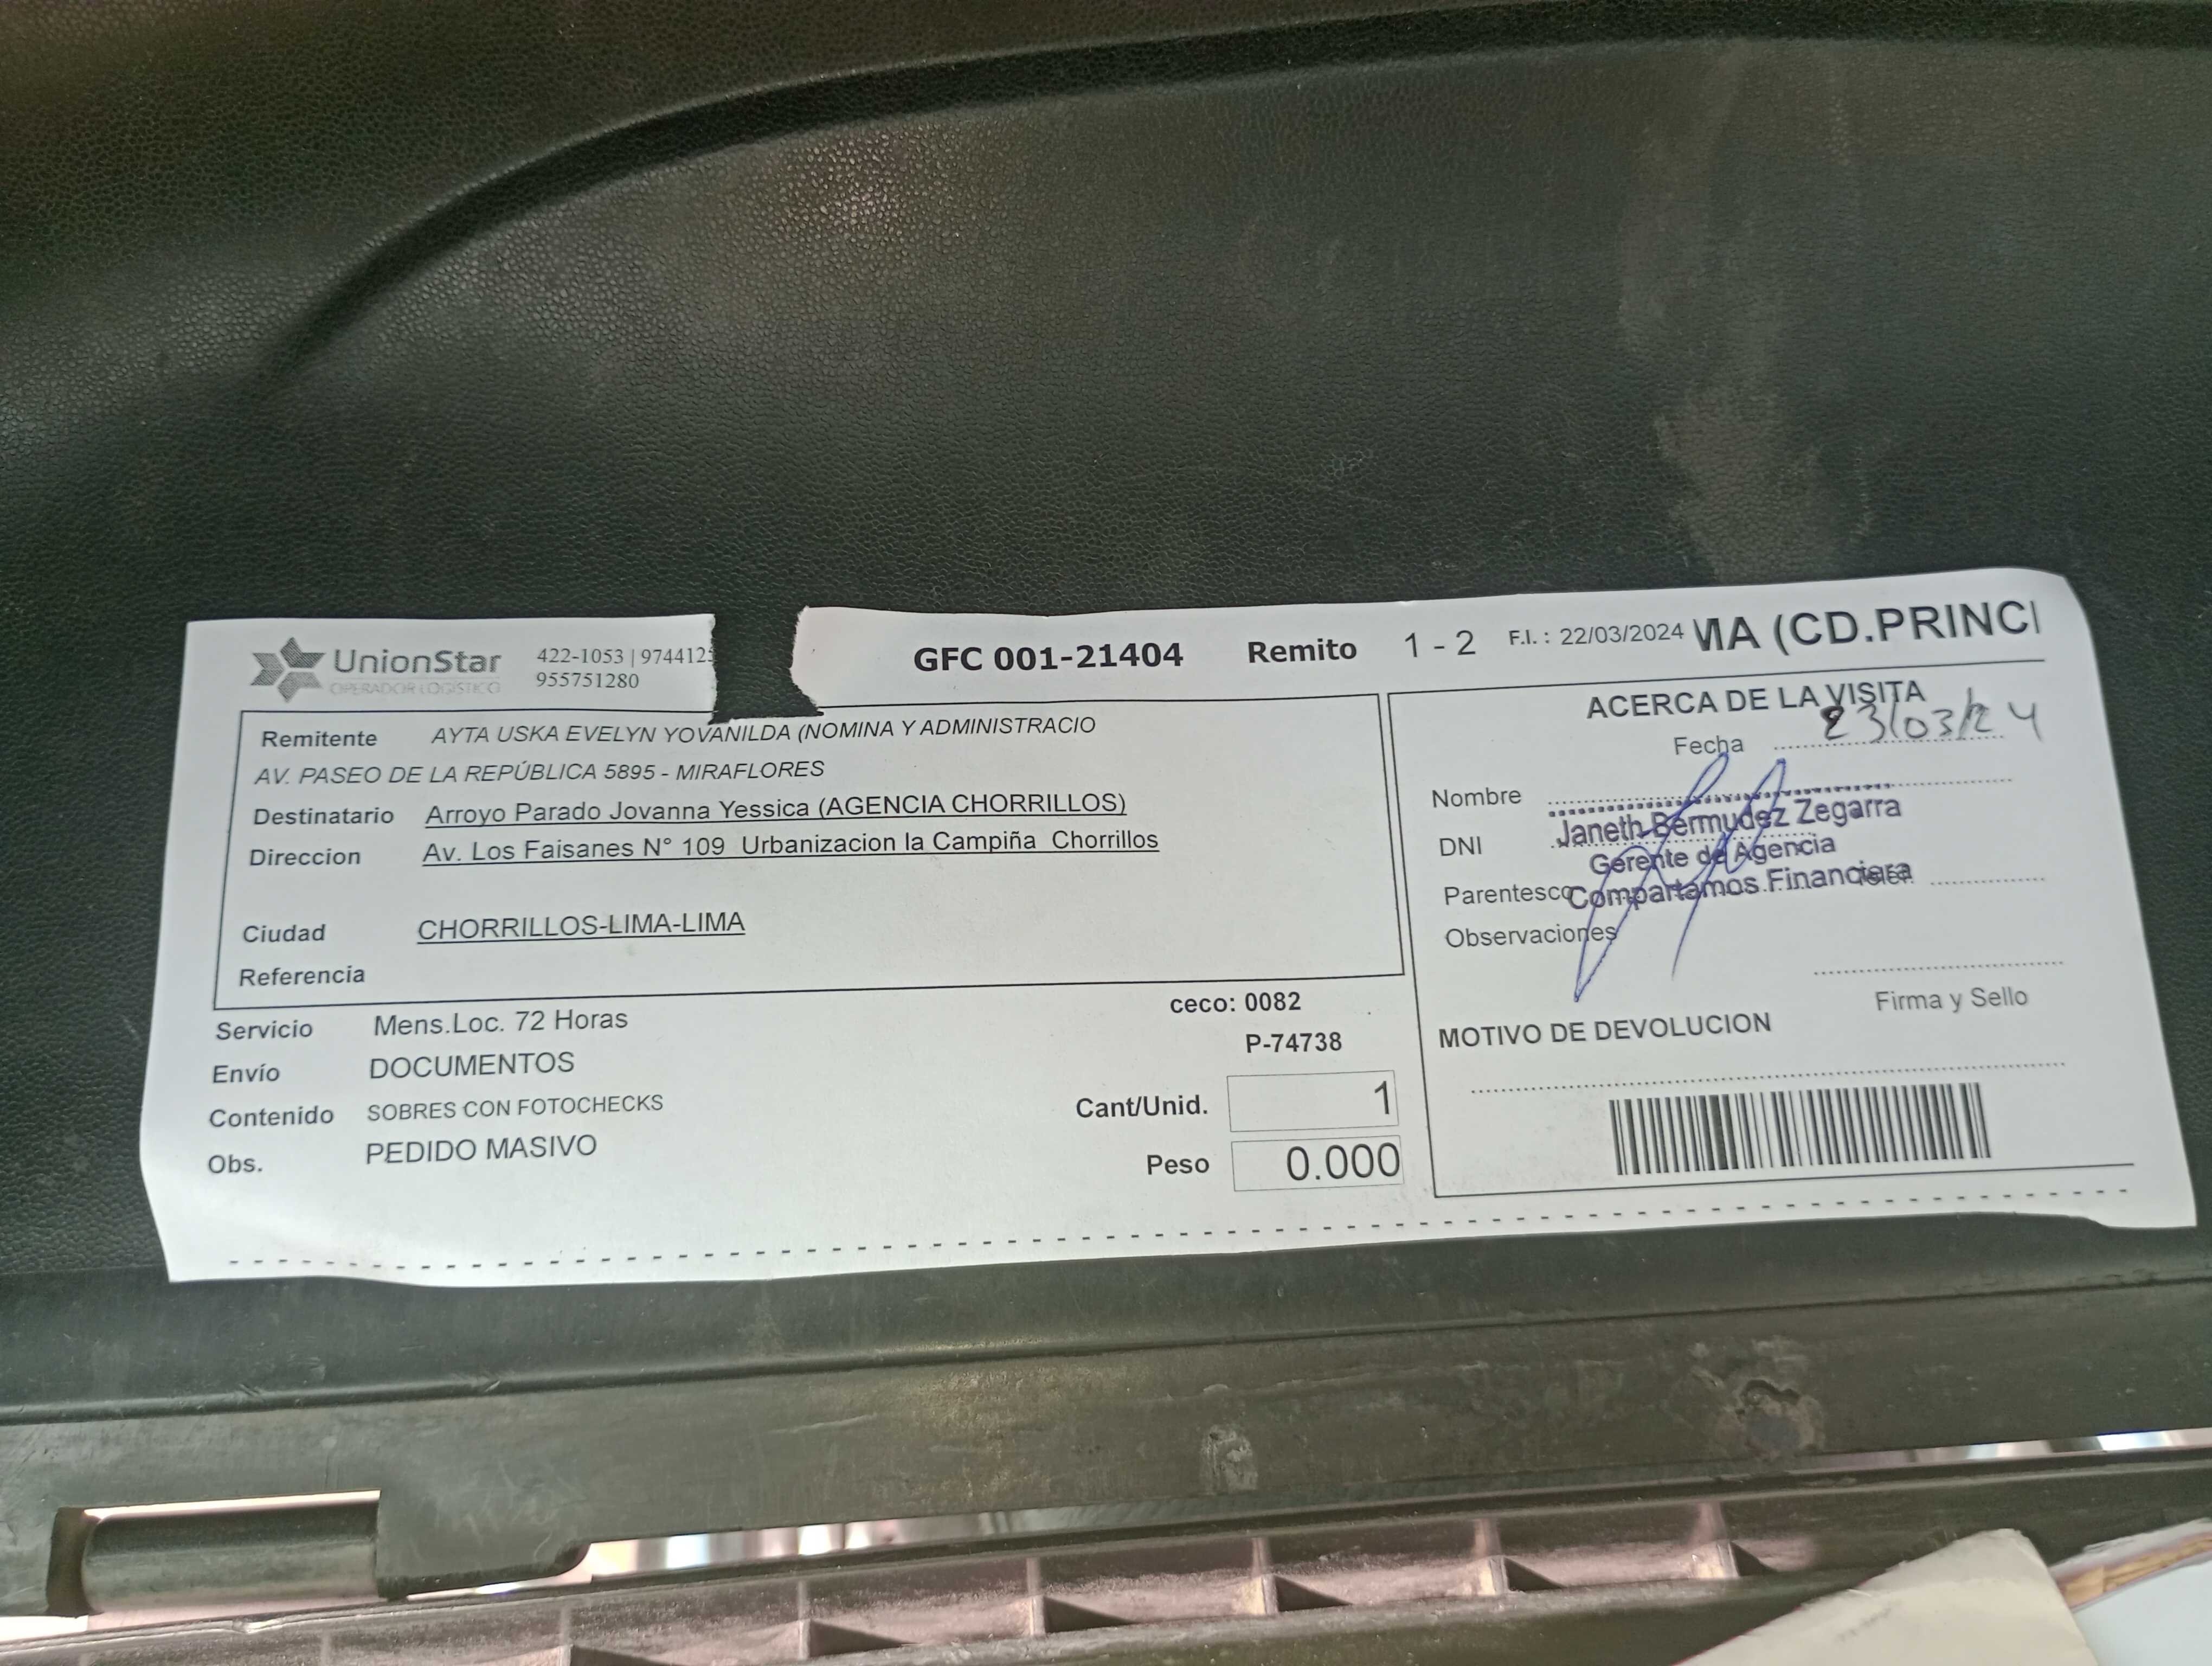 UnionStar
OPERADOR LOGÍSTICO
422-1053 | 9744125
955751280
GFC 001-21404 Remito 1 - 2 F.I. : 22/03/2024 MA (CD.PRINCI
Remitente AYTA USKA EVELYN YOVANILDA (NOMINA Y ADMINISTRACIO
AV. PASEO DE LA REPÚBLICA 5895 - MIRAFLORES
Destinatario Arroyo Parado Jovanna Yessica (AGENCIA CHORRILLOS)
Direccion Av. Los Faisanes N° 109 Urbanizacion la Campiña Chorrillos
Ciudad CHORRILLOS-LIMA-LIMA
Referencia
Servicio Mens.Loc. 72 Horas
Envío DOCUMENTOS
Contenido SOBRES CON FOTOCHECKS
Obs. PEDIDO MASIVO
ceco: 0082
P-74738
Cant/Unid. 1
Peso 0.000
ACERCA DE LA VISITA
Fecha 23/03/24
Nombre
Janeth Bermudez Zegarra
DNI
Gerente de Agencia
Parentesco
Compartamos Financiera
Observaciones
Firma y Sello
MOTIVO DE DEVOLUCION